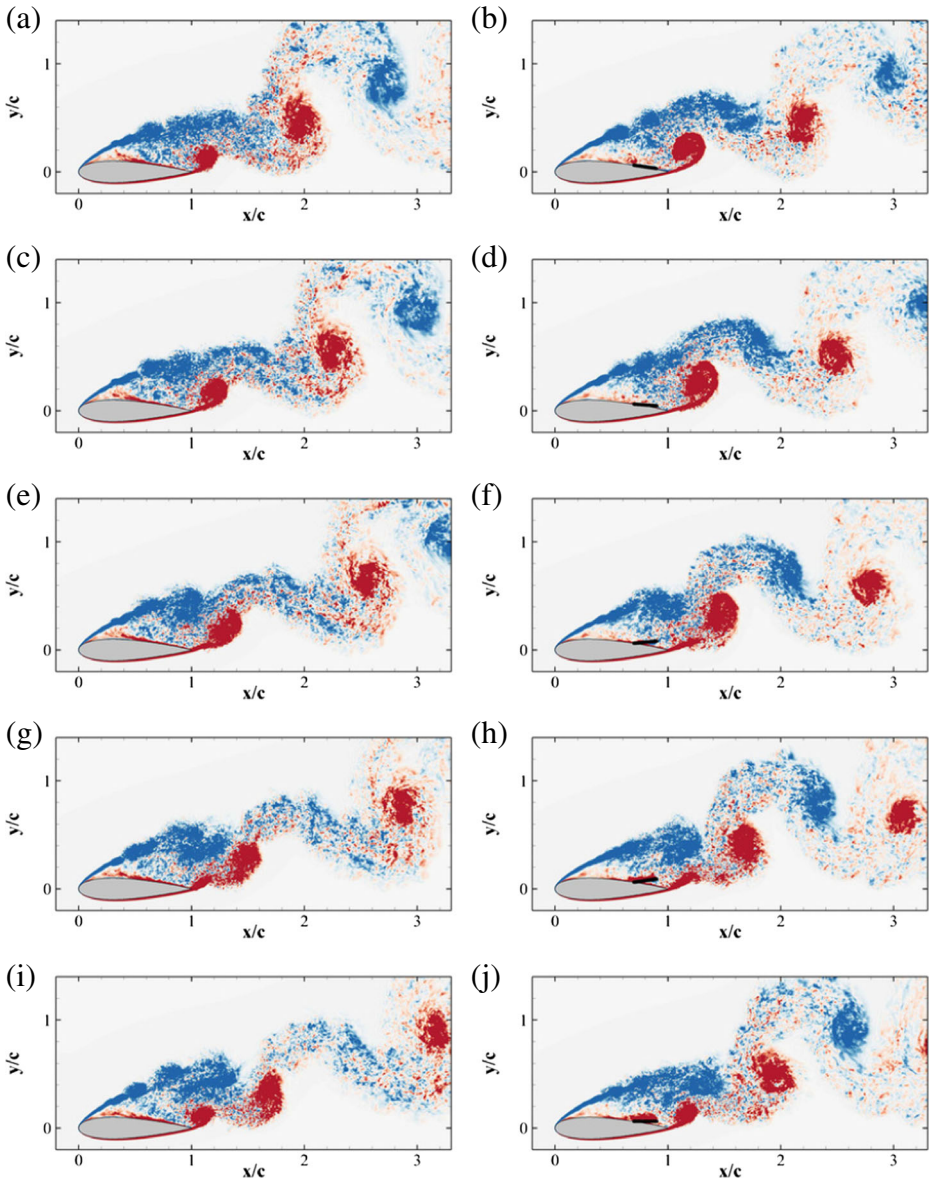 (a) (b)
y/c 1 0 y/c 1 0
0 1 2 3 0 1 2 3
x/c x/c
(c) (d)
y/c 1 0 y/c 1 0
0 1 2 3 0 1 2 3
x/c x/c
(e) (f)
y/c 1 0 y/c 1 0
0 1 2 3 0 1 2 3
x/c x/c
(g) (h)
y/c 1 0 y/c 1 0
0 1 2 3 0 1 2 3
x/c x/c
(i) (j)
y/c 1 0 y/c 1 0
0 1 2 3 0 1 2 3
x/c x/c